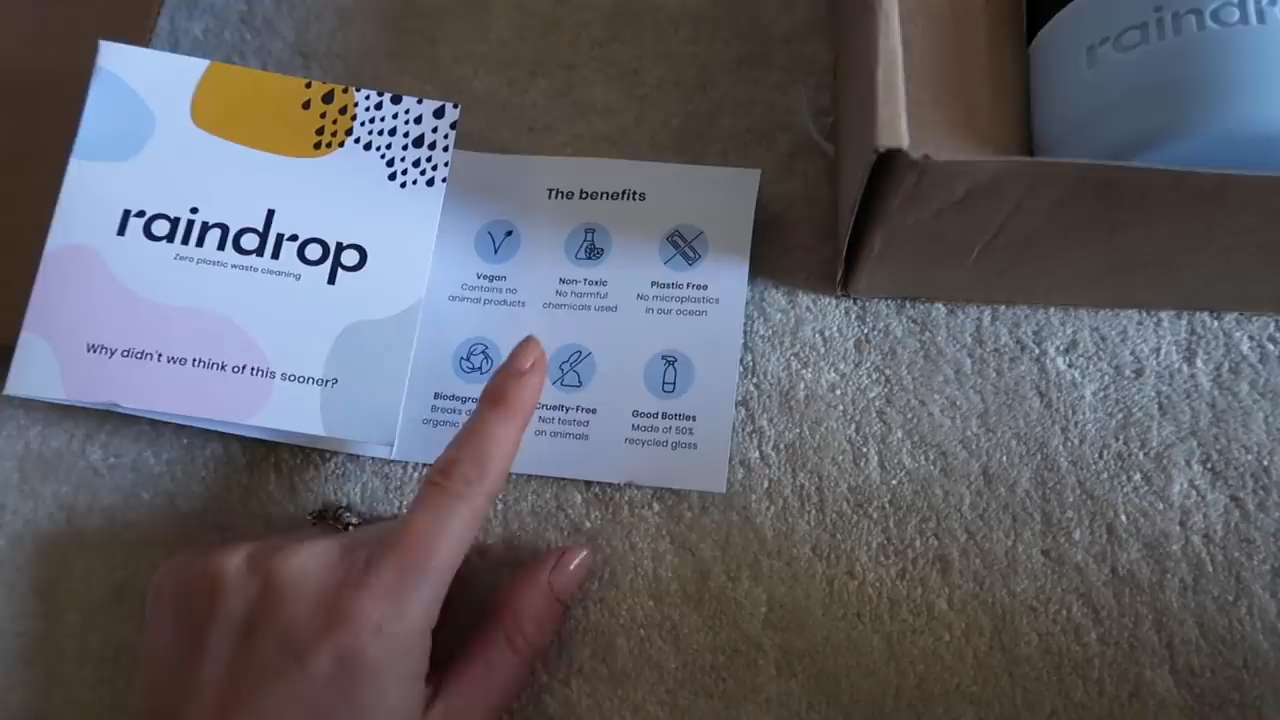 raindrop
Zero plastic waste cleaning
Why didn't we think of this sooner?
The benefits
Vegan
Contains no
animal products
Non-Toxic
No harmful
chemicals used
Plastic Free
No microplastics
in our ocean
Breaks
organic
Cruelty-Free
Not tested
on animals
Good Bottles
Made of 50%
recycled glass